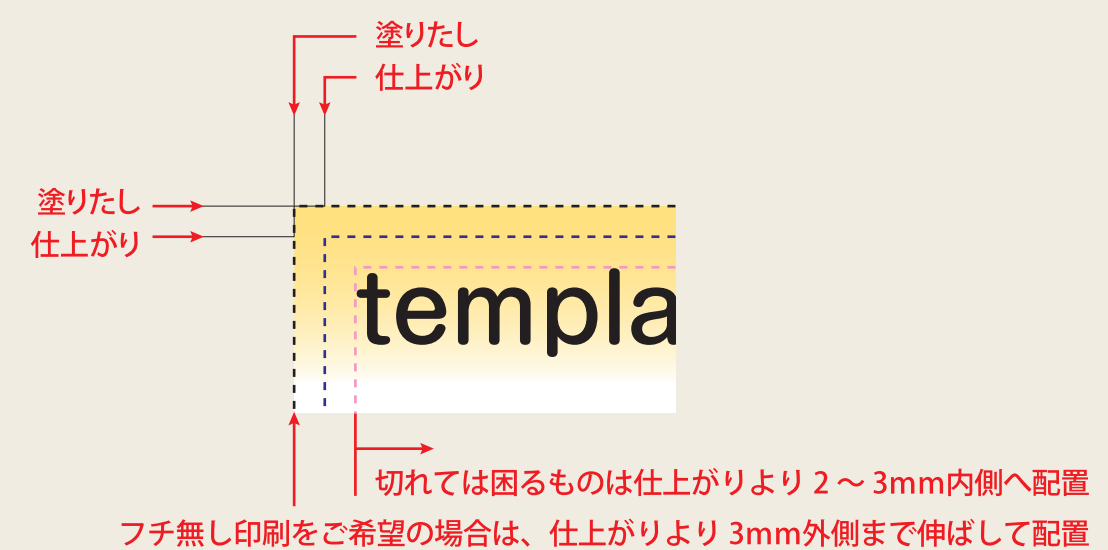 塗りたし
仕上がり
塗りたし
仕上がり
templa
切れては困るものは仕上がりより 2 〜 3mm内側へ配置
フチ無し印刷をご希望の場合は、仕上がりより 3mm外側まで伸ばして配置